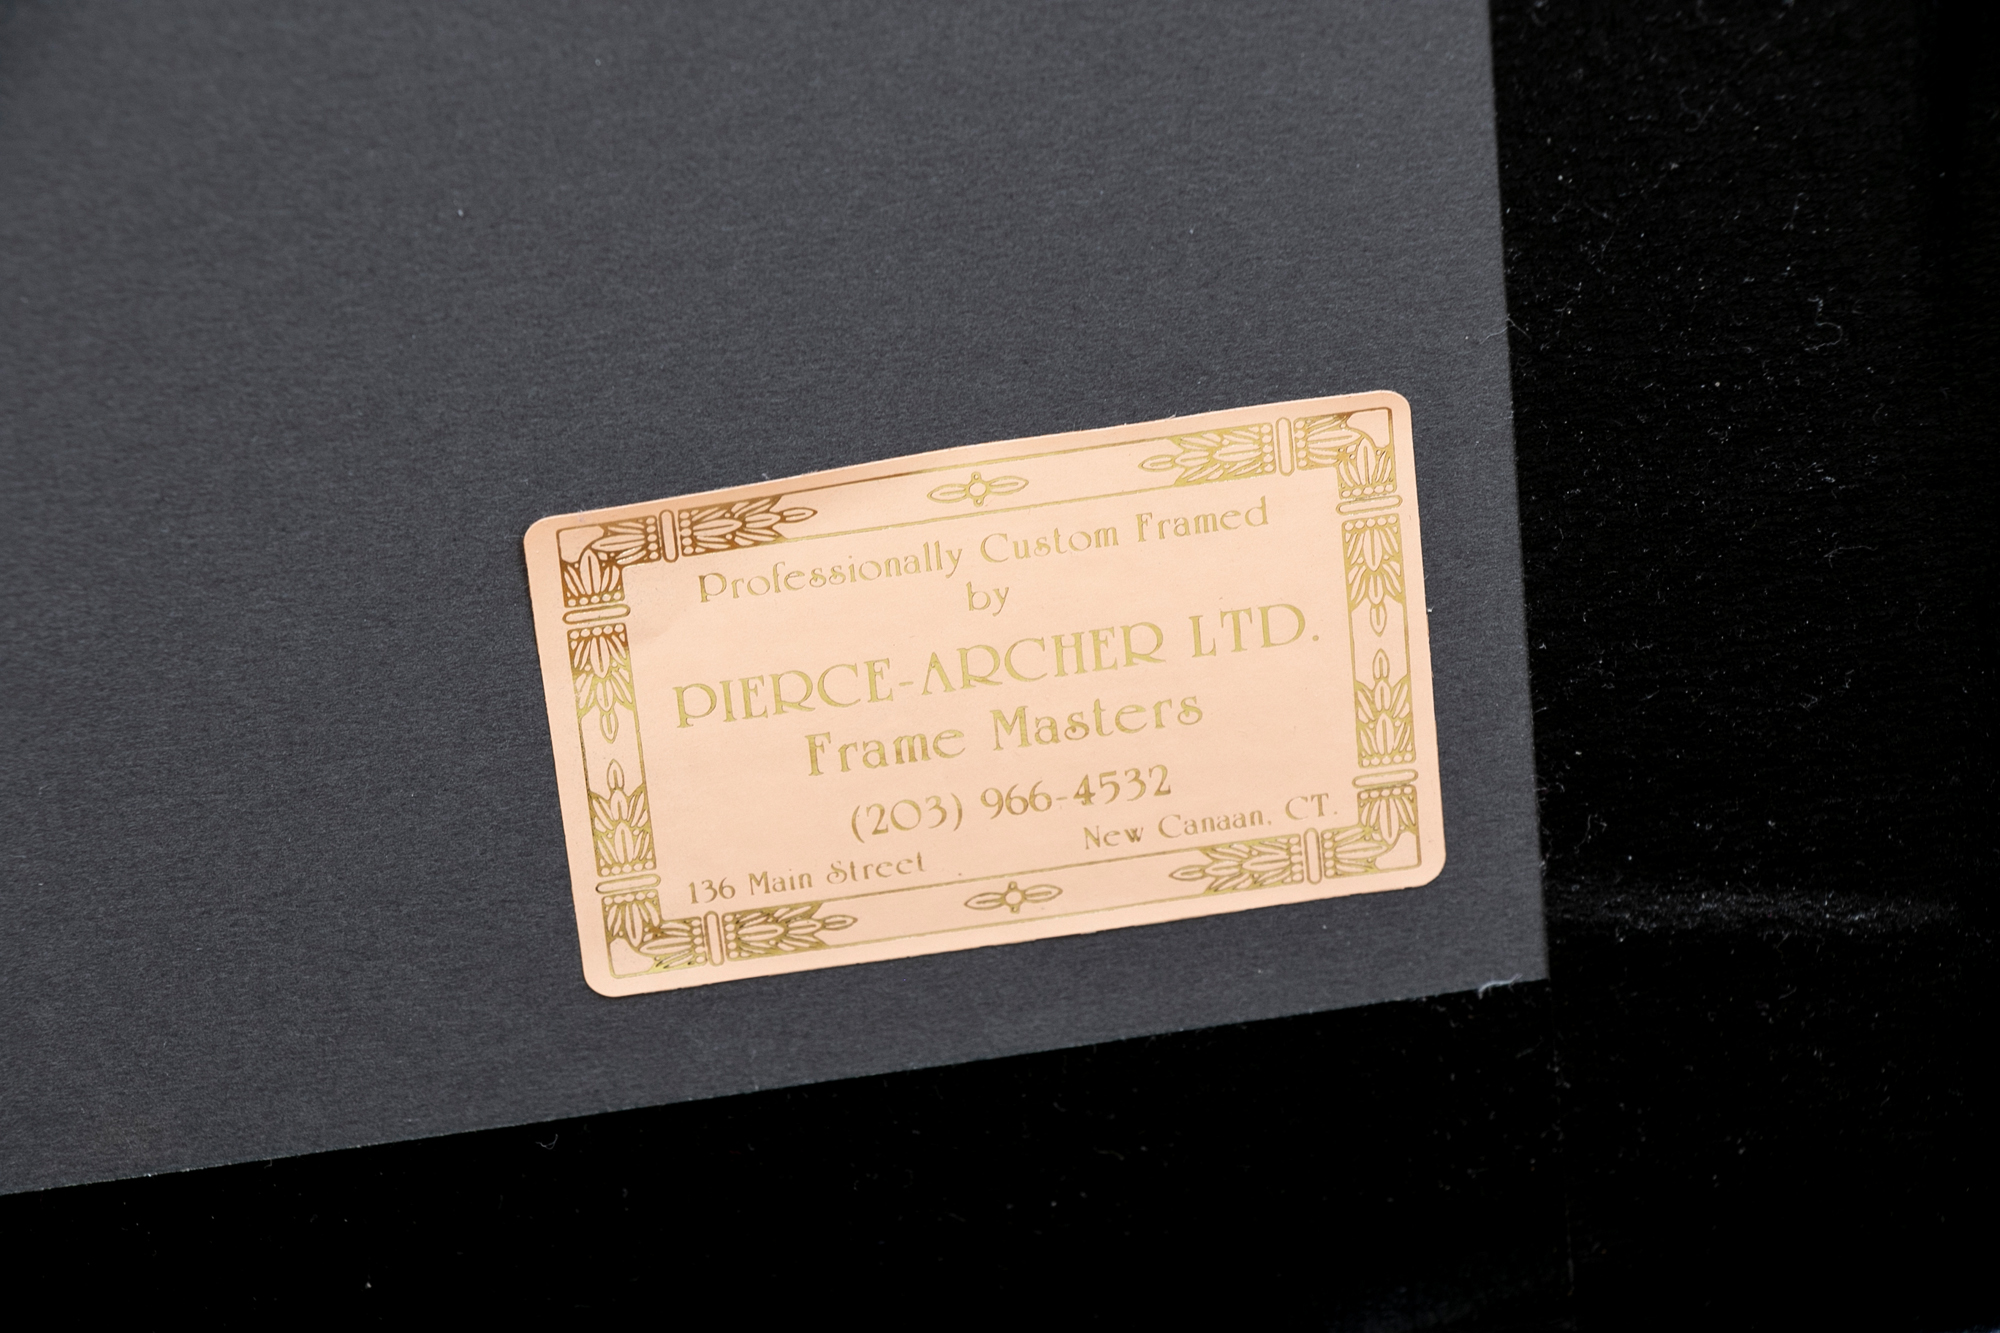 Professionally Custom Framed
by
PIERCE-ARCHER LTD.
Frame Masters
(203) 966-4532
136 Main Street New Canaan, CT.